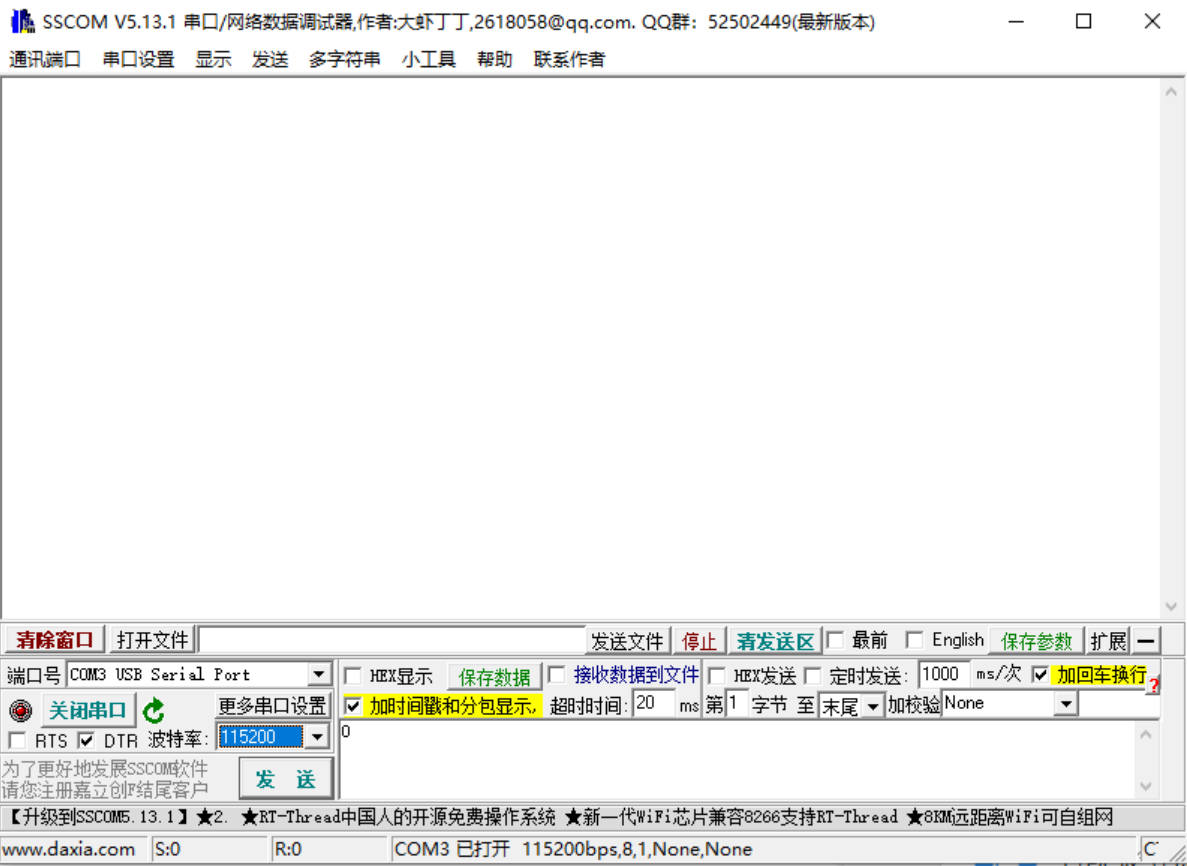 SSCOM V5.13.1 串口/网络数据调试器,作者:大虾丁丁,2618058@qq.com. QQ群: 52502449(最新版本)
通讯端口 串口设置 显示 发送 多字符串 小工具 帮助 联系作者
清除窗口 打开文件 发送文件 停止 清发送区 最前 English 保存参数 扩展
端口号 COM3 USB Serial Port HEX显示 保存数据 接收数据到文件 HEX发送 定时发送: 1000 ms/次 加回车换行 ?
关闭串口 更多串口设置 加时间戳和分包显示, 超时时间: 20 ms 第 1 字节 至 末尾 加校验 None
RTS DTR 波特率: 115200 0
为了更好地发展SSCOM软件
请您注册嘉立创F结尾客户
发 送
【升级到SSCOM5.13.1】★2. ★RT-Thread中国人的开源免费操作系统 ★新一代WiFi芯片兼容8266支持RT-Thread ★8KM远距离WiFi可自组网
www.daxia.com S:0 R:0 COM3 已打开 115200bps,8,1,None,None